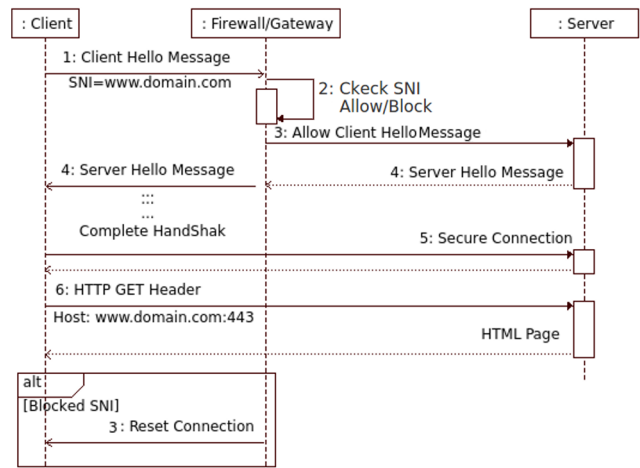 : Client
: Firewall/Gateway
: Server
1: Client Hello Message
SNI=www.domain.com
2: Ckeck SNI
Allow/Block
3: Allow Client HelloMessage
4: Server Hello Message
4: Server Hello Message
:::
...
Complete HandShak
5: Secure Connection
6: HTTP GET Header
Host: www.domain.com:443
HTML Page
alt
[Blocked SNI]
3: Reset Connection